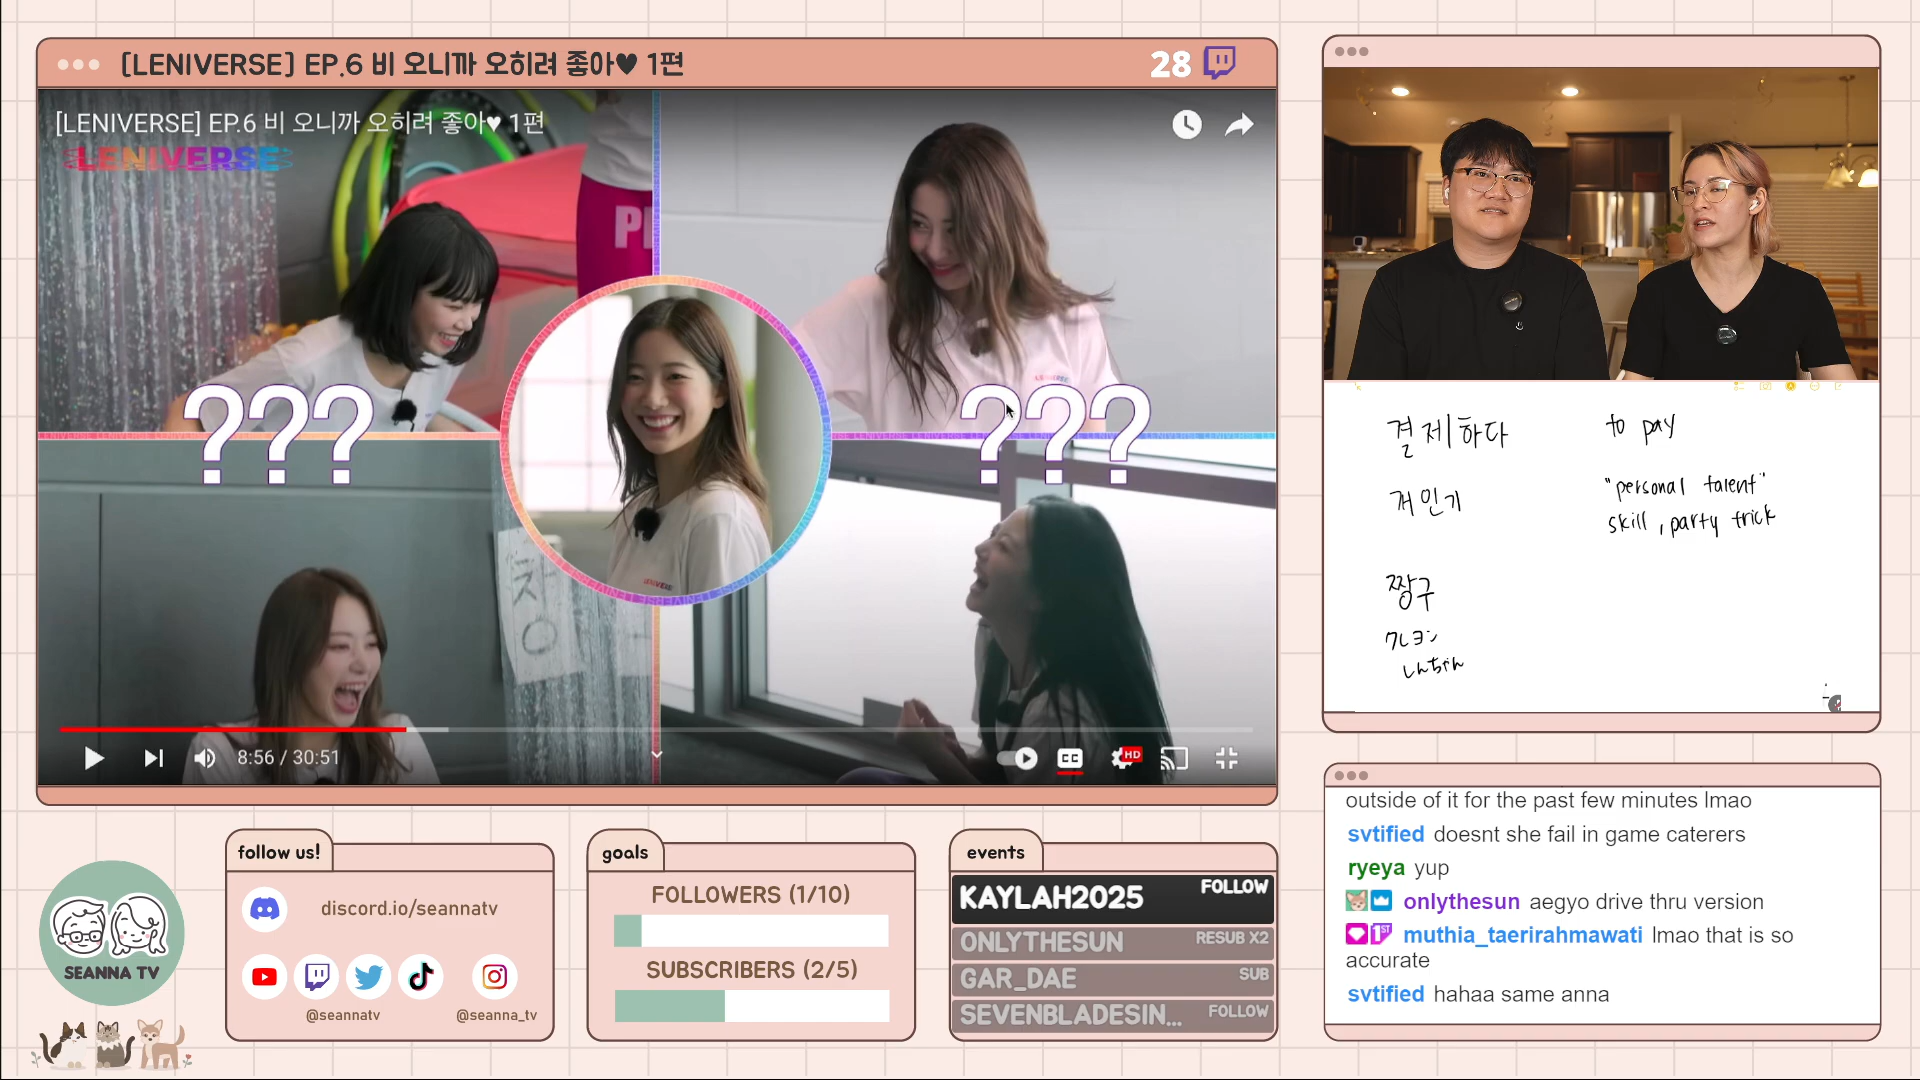 [LENIVERSE] EP.6 비 오니까 오히려 좋아♥ 1편
28
[LENIVERSE] EP.6 비 오니까 오히려 좋아♥ 1편
LENIVERSE
???
???
8:56 / 30:51
CC
HD
결제하다
to pay
개인기
"personal talent"
skill, party trick
짱구
クレヨン
しんちゃん
outside of it for the past few minutes lmao
svtified doesnt she fail in game caterers
ryeya yup
onlythesun aegyo drive thru version
muthia_taerirahmawati lmao that is so
accurate
svtified hahaa same anna
follow us!
discord.io/seannatv
@seannatv
@seanna_tv
SEANNA TV
goals
FOLLOWERS (1/10)
SUBSCRIBERS (2/5)
events
KAYLAH2025 FOLLOW
ONLYTHESUN RESUB X2
GAR_DAE SUB
SEVENBLADESIN... FOLLOW